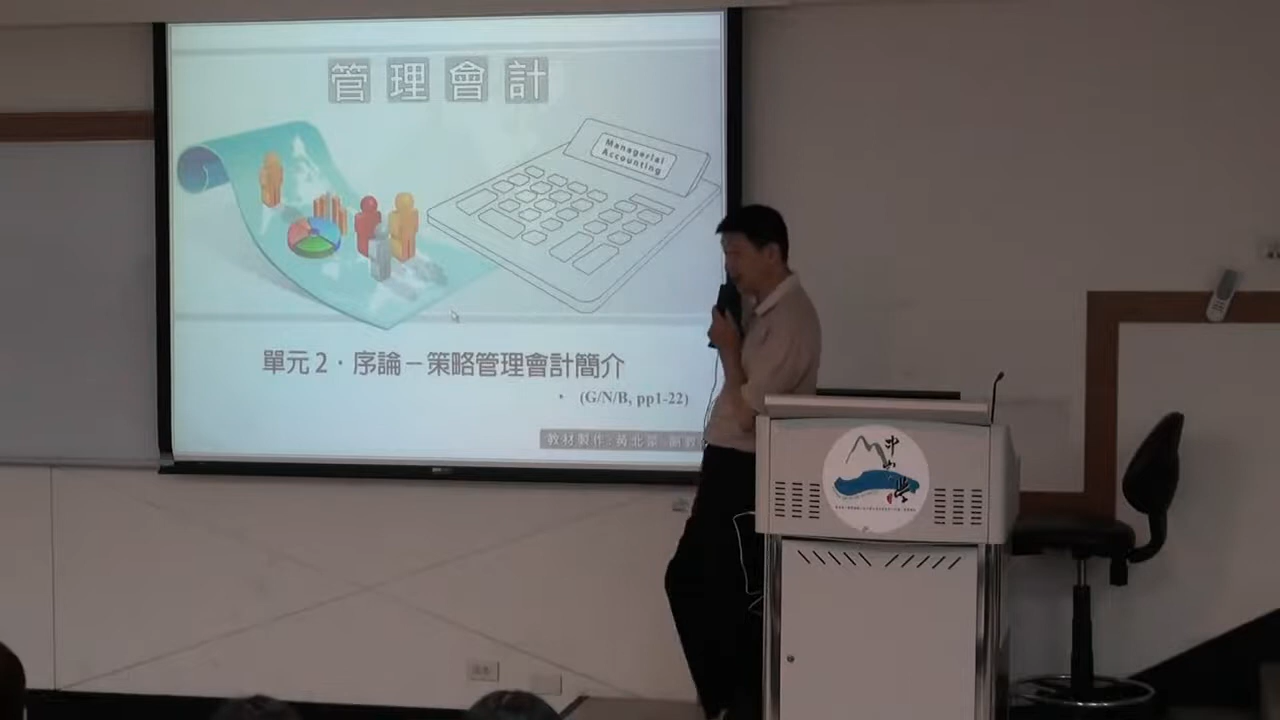 管理會計
Managerial
Accounting
單元 2．序論－策略管理會計簡介
• (G/N/B, pp1-22)
教材製作:黃北豪
中山學